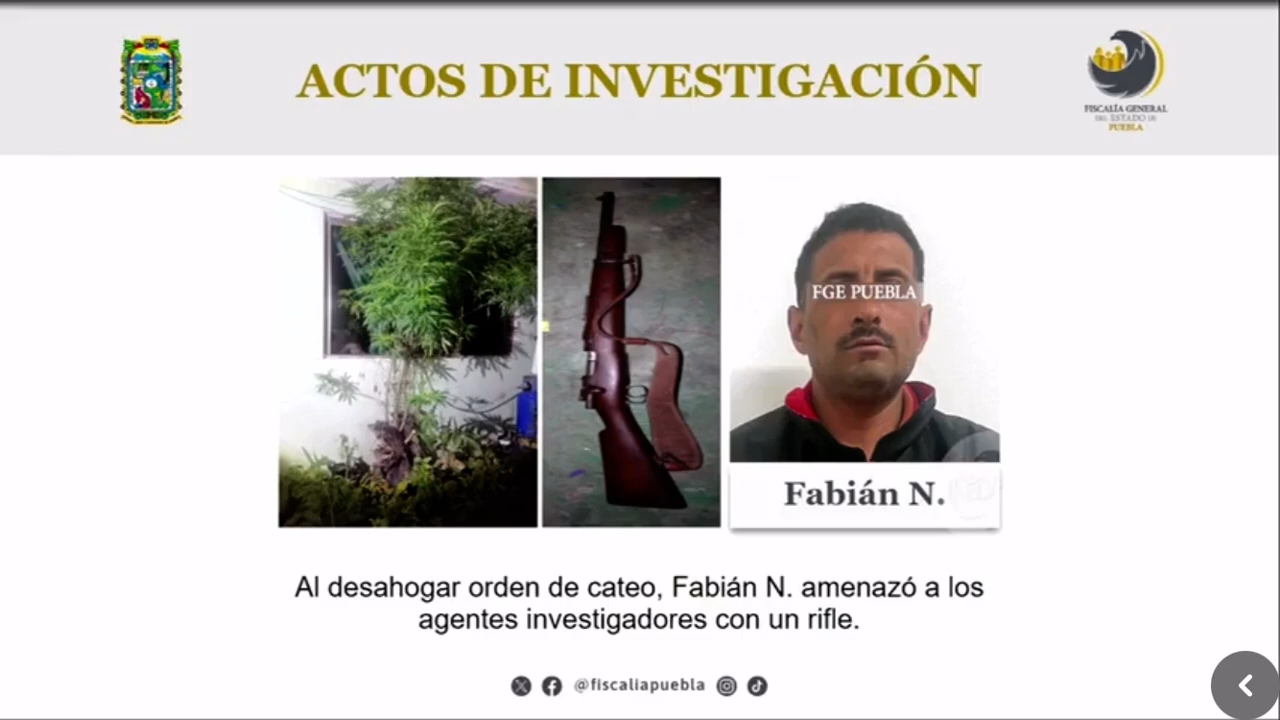 ACTOS DE INVESTIGACIÓN
FISCALÍA GENERAL
DEL ESTADO DE
PUEBLA
FGE PUEBLA
Fabián N.
Al desahogar orden de cateo, Fabián N. amenazó a los
agentes investigadores con un rifle.
@fiscaliapuebla